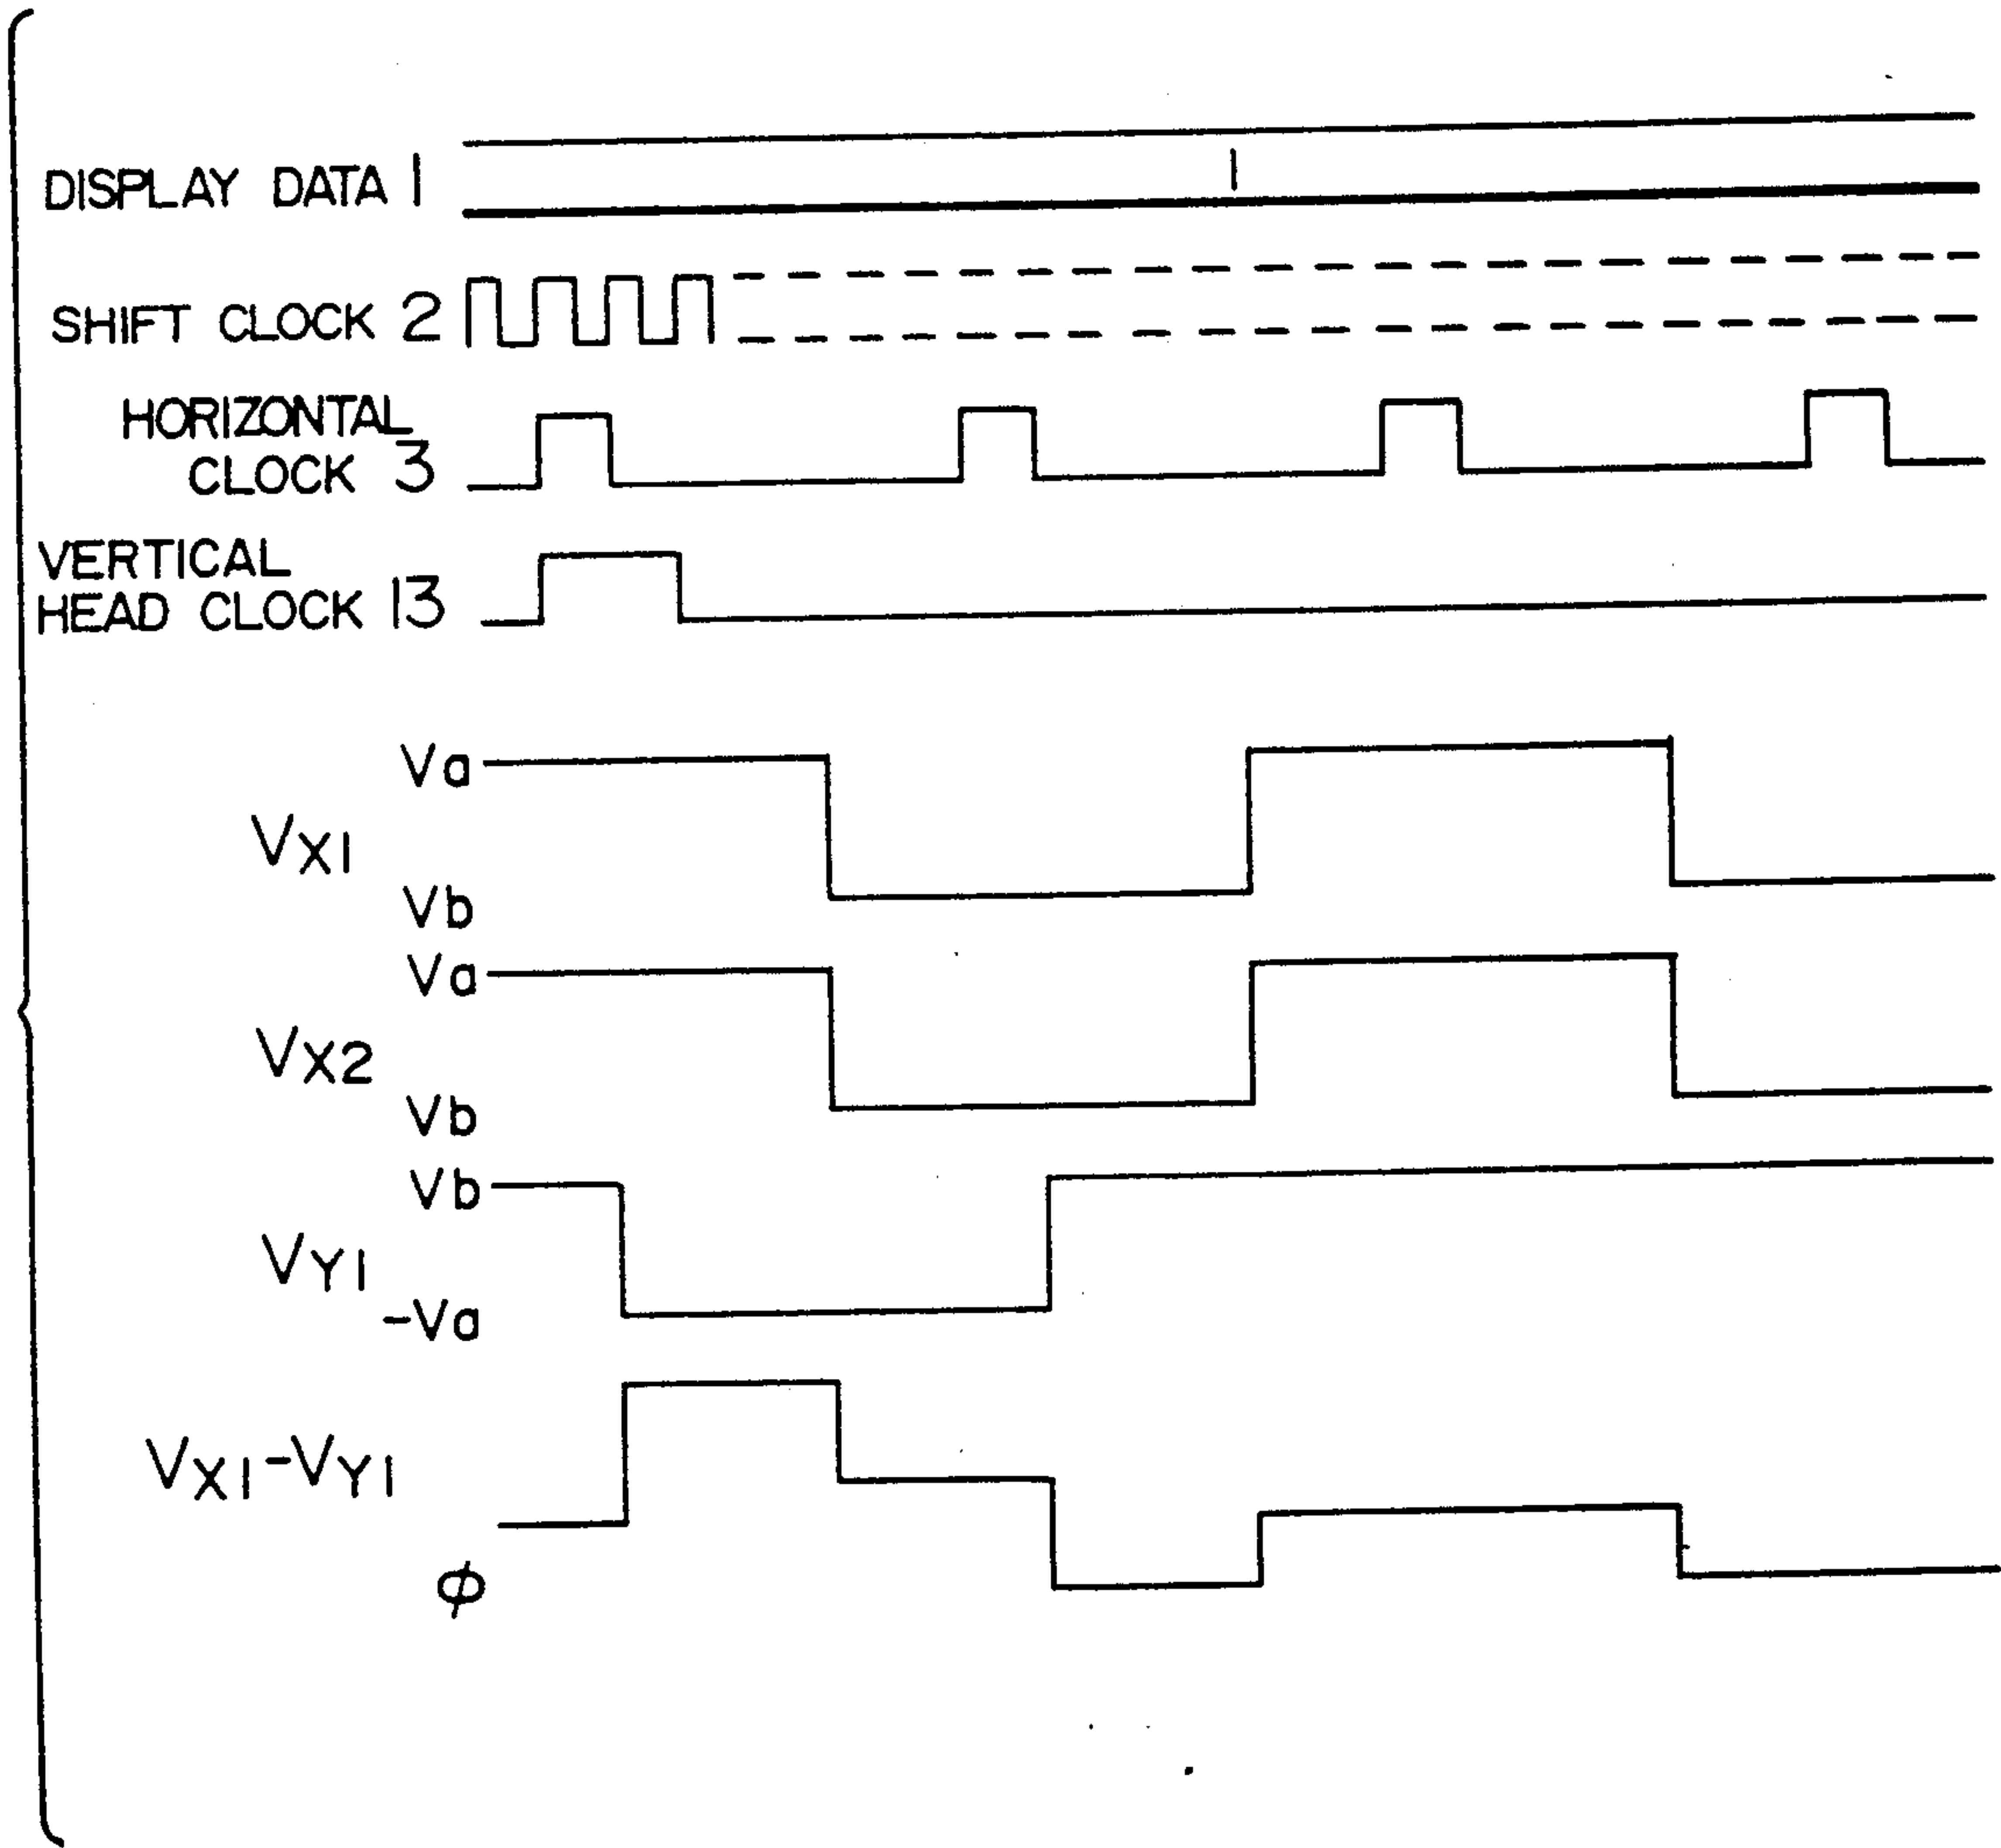 DISPLAY DATA 1
1
SHIFT CLOCK 2
HORIZONTAL
CLOCK 3
VERTICAL
HEAD CLOCK 13
Va
VX1
Vb
Va
VX2
Vb
Vb
VY1
-Va
VX1-VY1
φ